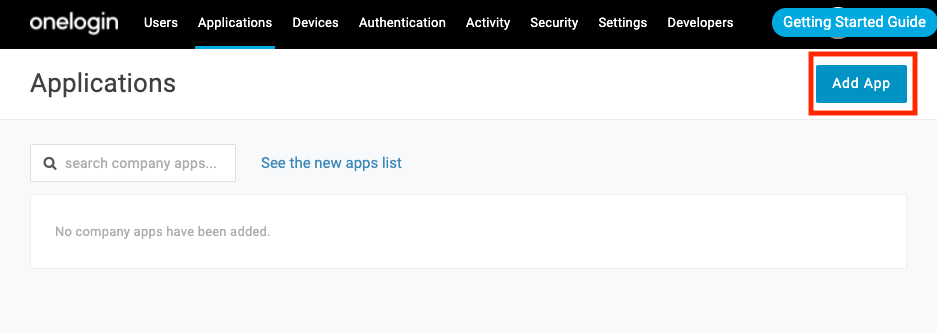 onelogin Users Applications Devices Authentication Activity Security Settings Developers Getting Started Guide
Applications Add App
search company apps... See the new apps list
No company apps have been added.